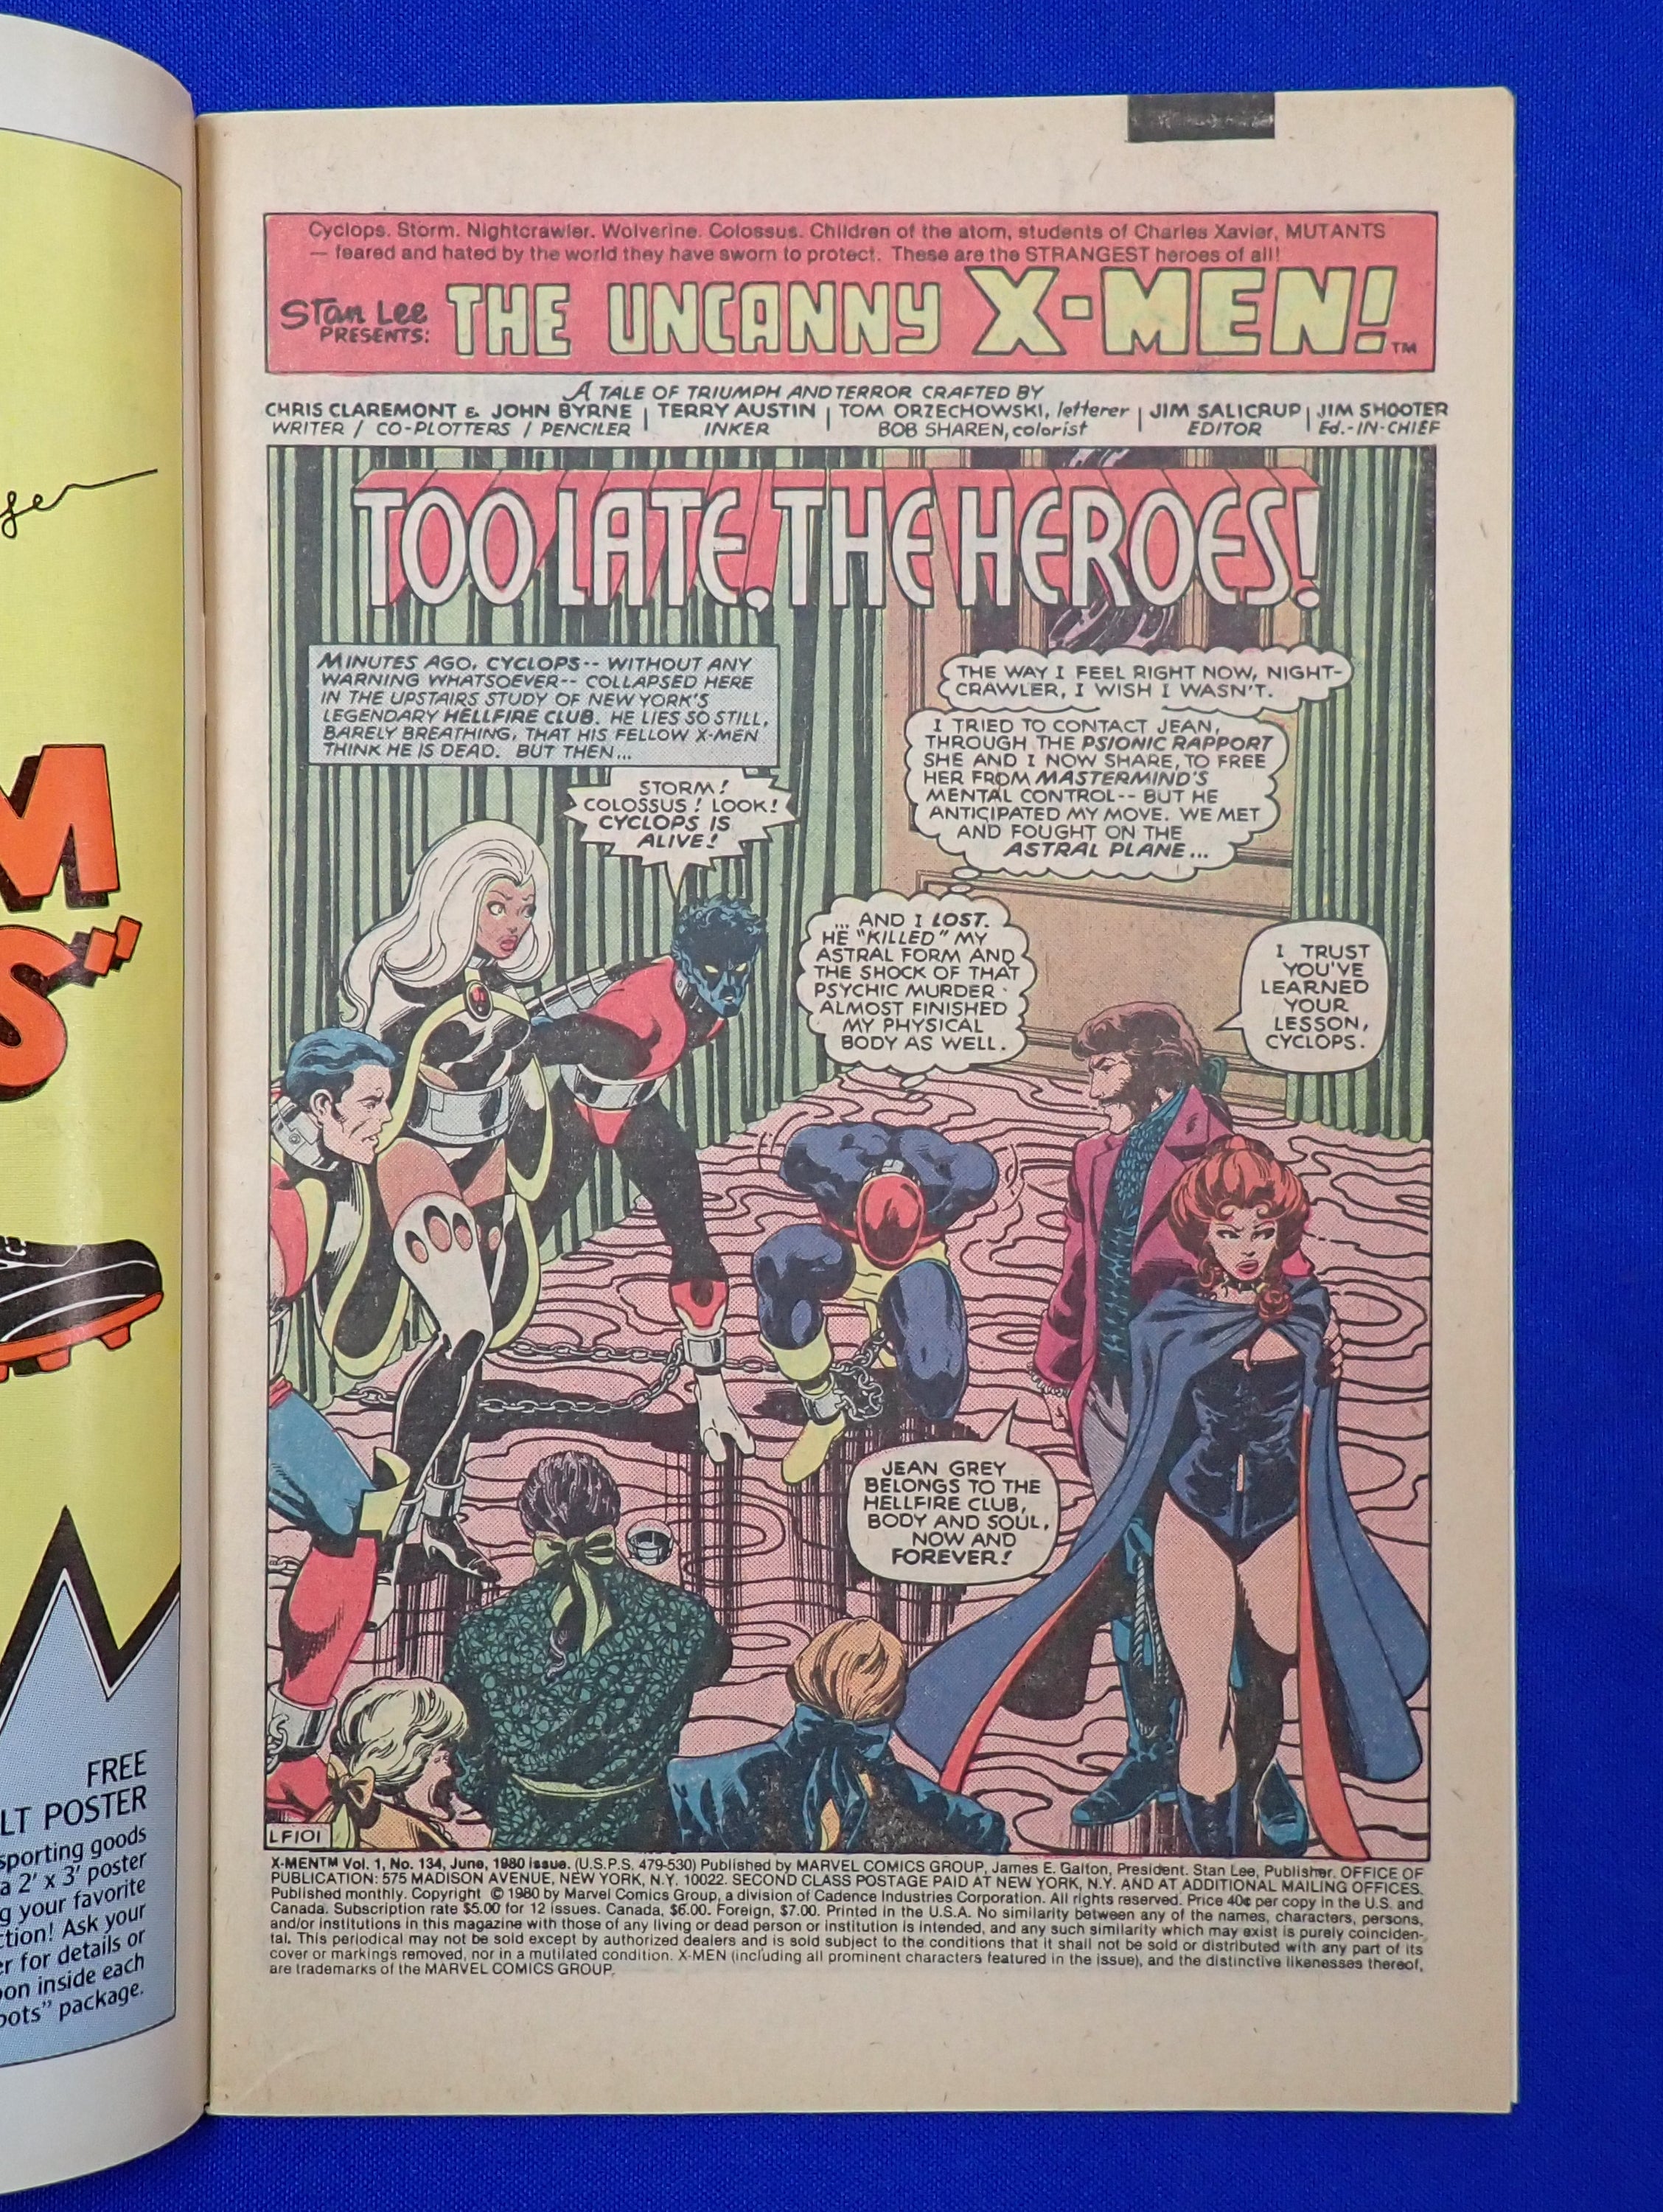 Cyclops. Storm. Nightcrawler. Wolverine. Colossus. Children of the atom, students of Charles Xavier, MUTANTS
— feared and hated by the world they have sworn to protect. These are the STRANGEST heroes of all!
Stan Lee
PRESENTS:
THE UNCANNY X-MEN!™
A TALE OF TRIUMPH AND TERROR CRAFTED BY
CHRIS CLAREMONT & JOHN BYRNE | TERRY AUSTIN | TOM ORZECHOWSKI, letterer | JIM SALICRUP | JIM SHOOTER
WRITER / CO-PLOTTERS / PENCILER INKER BOB SHAREN, colorist EDITOR Ed.-IN-CHIEF
TOO LATE, THE HEROES!
MINUTES AGO, CYCLOPS-- WITHOUT ANY
WARNING WHATSOEVER-- COLLAPSED HERE
IN THE UPSTAIRS STUDY OF NEW YORK'S
LEGENDARY HELLFIRE CLUB. HE LIES SO STILL,
BARELY BREATHING, THAT HIS FELLOW X-MEN
THINK HE IS DEAD. BUT THEN...
STORM!
COLOSSUS! LOOK!
CYCLOPS IS
ALIVE!
THE WAY I FEEL RIGHT NOW, NIGHT-
CRAWLER, I WISH I WASN'T.
I TRIED TO CONTACT JEAN,
THROUGH THE PSIONIC RAPPORT
SHE AND I NOW SHARE, TO FREE
HER FROM MASTERMIND'S
MENTAL CONTROL-- BUT HE
ANTICIPATED MY MOVE. WE MET
AND FOUGHT ON THE
ASTRAL PLANE...
... AND I LOST.
HE "KILLED" MY
ASTRAL FORM AND
THE SHOCK OF THAT
PSYCHIC MURDER
ALMOST FINISHED
MY PHYSICAL
BODY AS WELL.
I TRUST
YOU'VE
LEARNED
YOUR
LESSON,
CYCLOPS.
JEAN GREY
BELONGS TO THE
HELLFIRE CLUB,
BODY AND SOUL,
NOW AND
FOREVER!
LF101
X-MEN™ Vol. 1, No. 134, June, 1980 issue. (U.S.P.S. 479-530) Published by MARVEL COMICS GROUP, James E. Galton, President. Stan Lee, Publisher. OFFICE OF
PUBLICATION: 575 MADISON AVENUE, NEW YORK, N.Y. 10022. SECOND CLASS POSTAGE PAID AT NEW YORK, N.Y. AND AT ADDITIONAL MAILING OFFICES.
Published monthly. Copyright © 1980 by Marvel Comics Group, a division of Cadence Industries Corporation. All rights reserved. Price 40¢ per copy in the U.S. and
Canada. Subscription rate $5.00 for 12 issues. Canada, $6.00. Foreign, $7.00. Printed in the U.S.A. No similarity between any of the names, characters, persons,
and/or institutions in this magazine with those of any living or dead person or institution is intended, and any such similarity which may exist is purely coinciden-
tal. This periodical may not be sold except by authorized dealers and is sold subject to the conditions that it shall not be sold or distributed with any part of its
cover or markings removed, nor in a mutilated condition. X-MEN (including all prominent characters featured in the issue), and the distinctive likenesses thereof,
are trademarks of the MARVEL COMICS GROUP.
M
S"
FREE
LT POSTER
sporting goods
a 2' x 3' poster
g your favorite
ction! Ask your
er for details or
pon inside each
oots" package.